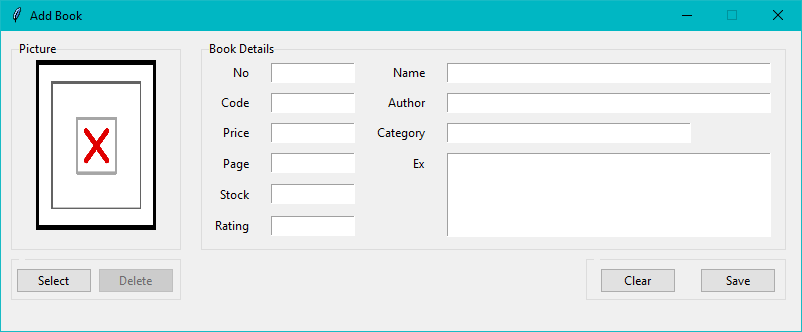 Add Book
Picture
Book Details
No
Name
Code
Author
Price
Category
Page
Ex
Stock
Rating
Select
Delete
Clear
Save